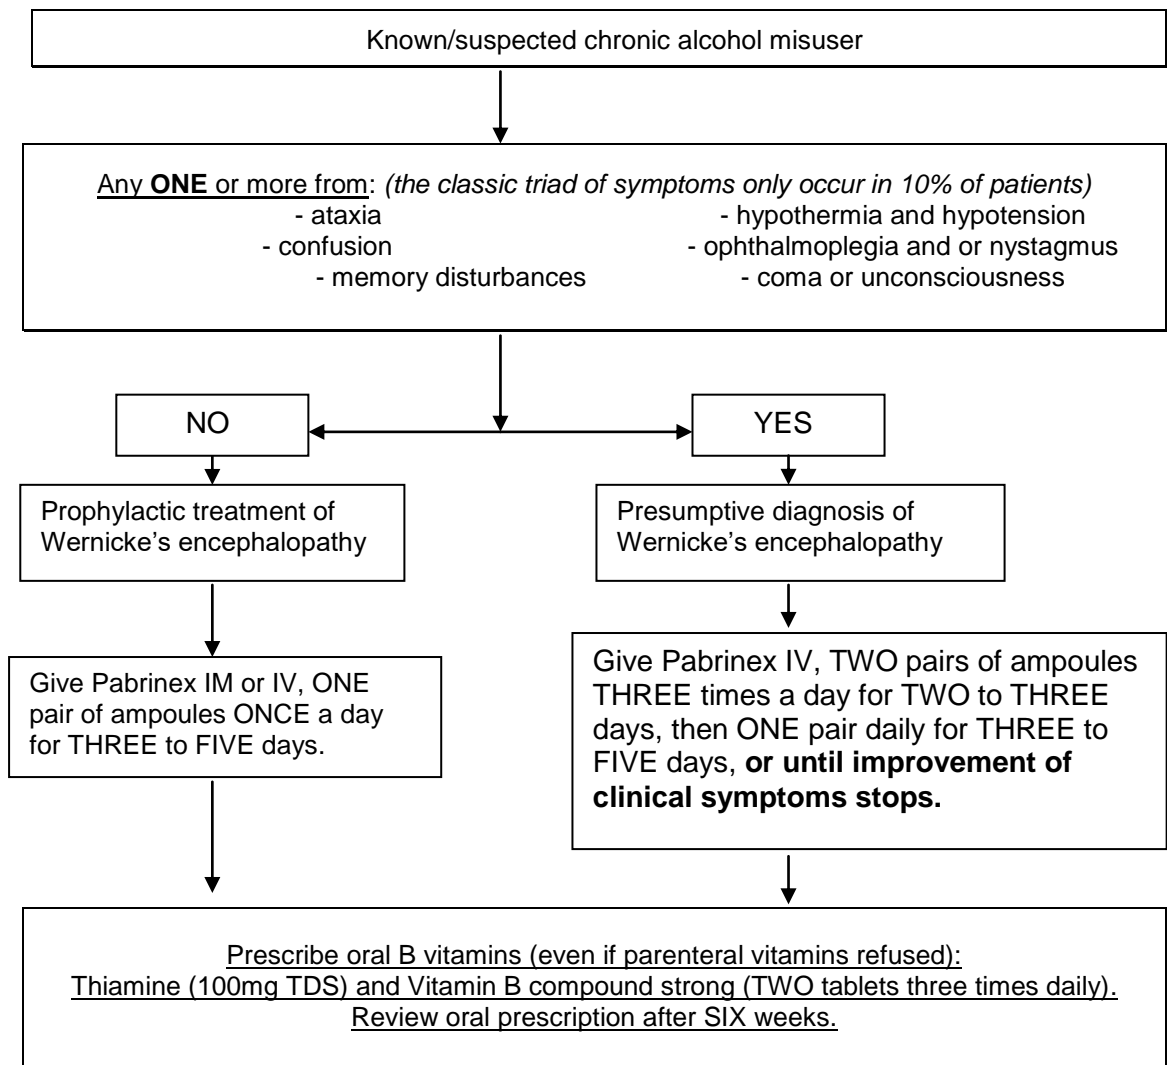 Known/suspected chronic alcohol misuser
Any ONE or more from: (the classic triad of symptoms only occur in 10% of patients)
- ataxia
- hypothermia and hypotension
- confusion
- ophthalmoplegia and or nystagmus
- memory disturbances
- coma or unconsciousness
NO
YES
Prophylactic treatment of
Wernicke's encephalopathy
Presumptive diagnosis of
Wernicke's encephalopathy
Give Pabrinex IM or IV, ONE
pair of ampoules ONCE a day
for THREE to FIVE days.
Give Pabrinex IV, TWO pairs of ampoules
THREE times a day for TWO to THREE
days, then ONE pair daily for THREE to
FIVE days, or until improvement of
clinical symptoms stops.
Prescribe oral B vitamins (even if parenteral vitamins refused):
Thiamine (100mg TDS) and Vitamin B compound strong (TWO tablets three times daily).
Review oral prescription after SIX weeks.